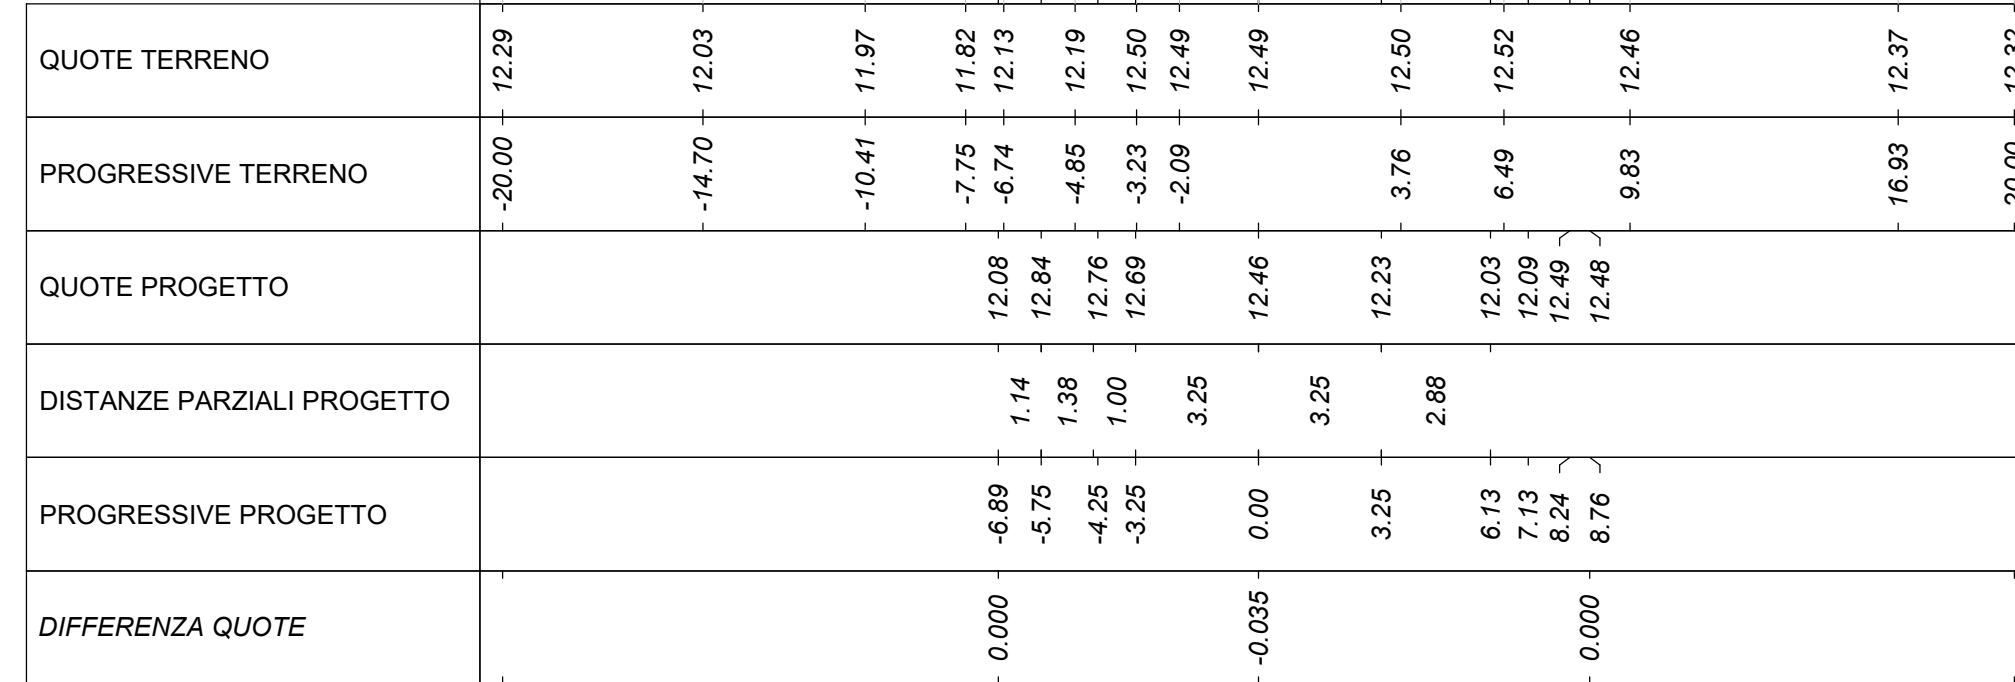 QUOTE TERRENO 12.29 12.03 11.97 11.82 12.13 12.19 12.50 12.49 12.49 12.50 12.52 12.46 12.37 12.32
PROGRESSIVE TERRENO -20.00 -14.70 -10.41 -7.75 -6.74 -4.85 -3.23 -2.09 3.76 6.49 9.83 16.93 20.00
QUOTE PROGETTO 12.08 12.84 12.76 12.69 12.46 12.23 12.03 12.09 12.49 12.48
DISTANZE PARZIALI PROGETTO 1.14 1.38 1.00 3.25 3.25 2.88
PROGRESSIVE PROGETTO -6.89 -5.75 -4.25 -3.25 0.00 3.25 6.13 7.13 8.24 8.76
DIFFERENZA QUOTE 0.000 -0.035 0.000